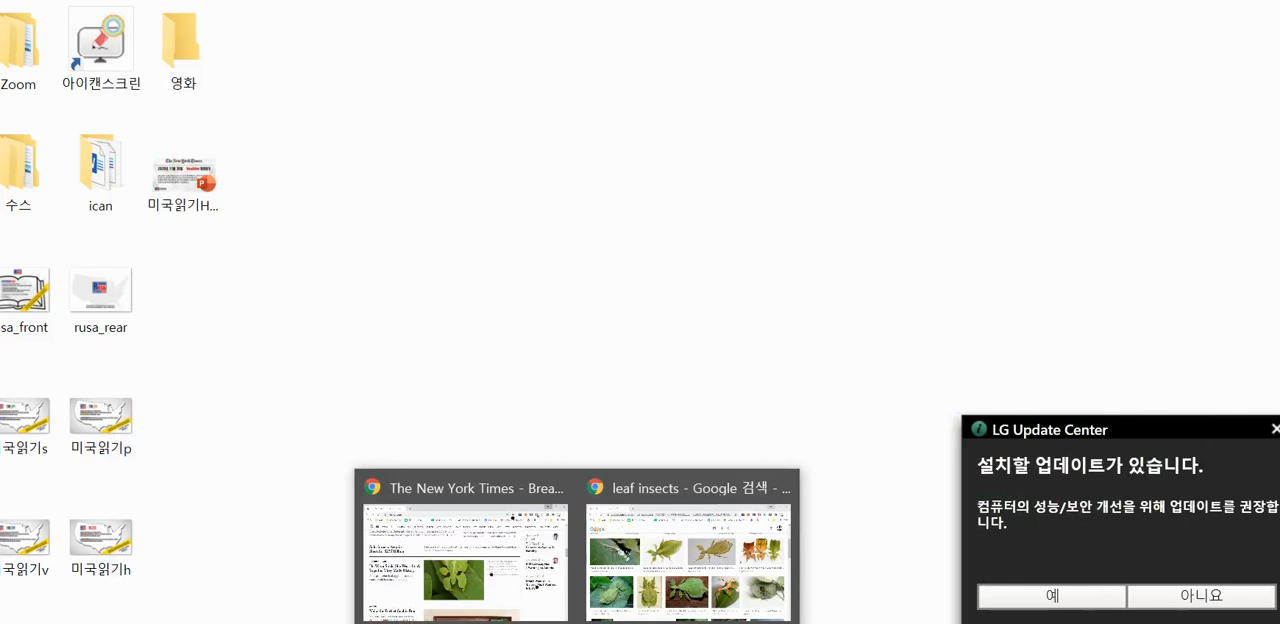 Zoom
아이캔스크린
영화
수스
ican
미국읽기H...
The New York Times
sa_front
rusa_rear
국읽기s
미국읽기p
국읽기v
미국읽기h
The New York Times - Brea...
leaf insects - Google 검색 - ...
LG Update Center
설치할 업데이트가 있습니다.
컴퓨터의 성능/보안 개선을 위해 업데이트를 권장합
니다.
예
아니요